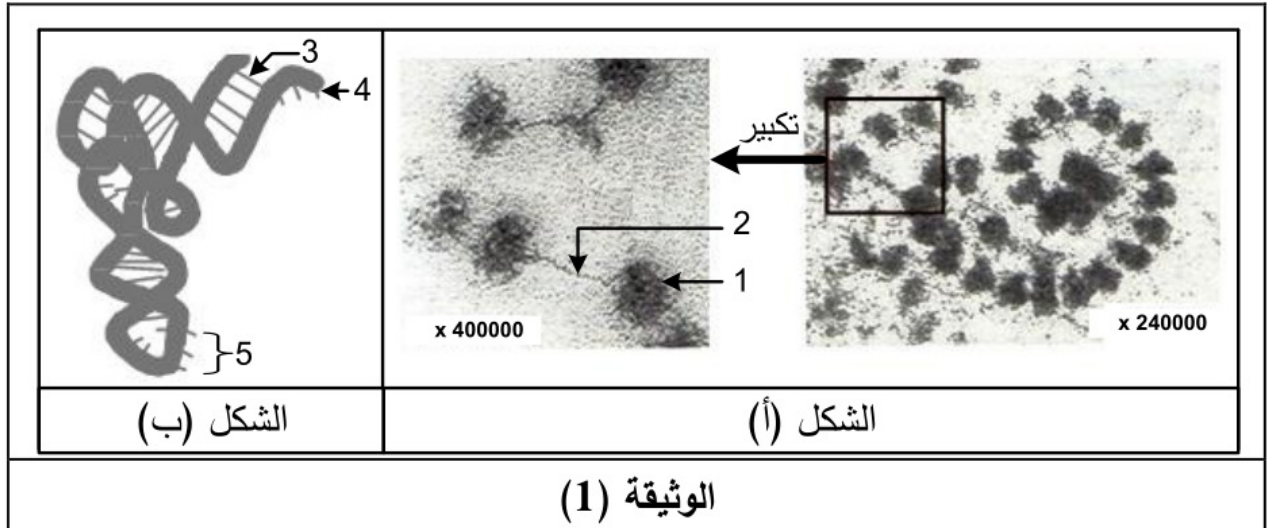 3
4
5
الشكل (ب)
تكبير
2
1
x 400000
x 240000
الشكل (أ)
الوثيقة (1)